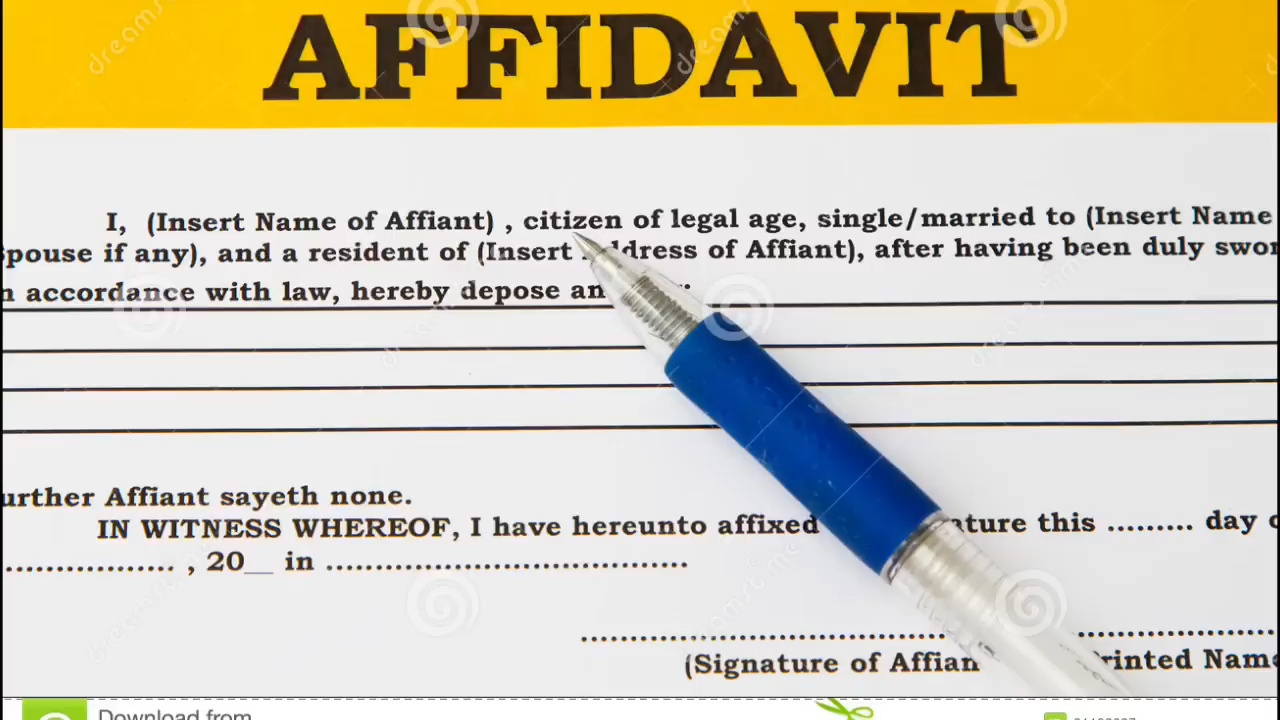 AFFIDAVIT
I, (Insert Name of Affiant) , citizen of legal age, single/married to (Insert Name
pouse if any), and a resident of (Insert dress of Affiant), after having been duly swor
n accordance with law, hereby depose an
urther Affiant sayeth none.
IN WITNESS WHEREOF, I have hereunto affixed ature this ......... day o
................. , 20__ in ....................................
(Signature of Affian rinted Name
Download from